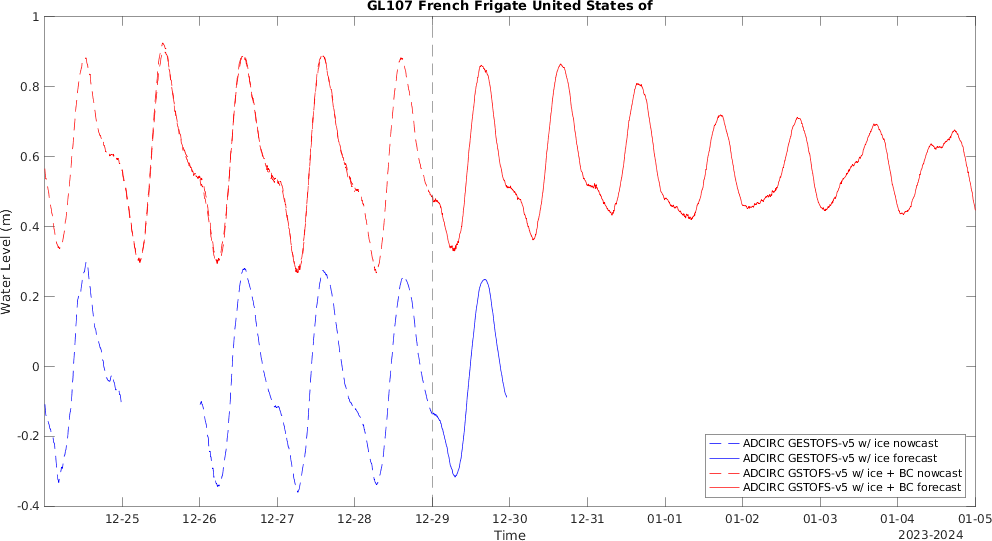 GL107 French Frigate United States of
Water Level (m)
1
0.8
0.6
0.4
0.2
0
-0.2
-0.4
ADCIRC GESTOFS-v5 w/ ice nowcast
ADCIRC GESTOFS-v5 w/ ice forecast
ADCIRC GSTOFS-v5 w/ ice + BC nowcast
ADCIRC GSTOFS-v5 w/ ice + BC forecast
12-25 12-26 12-27 12-28 12-29 12-30 12-31 01-01 01-02 01-03 01-04 01-05
Time
2023-2024